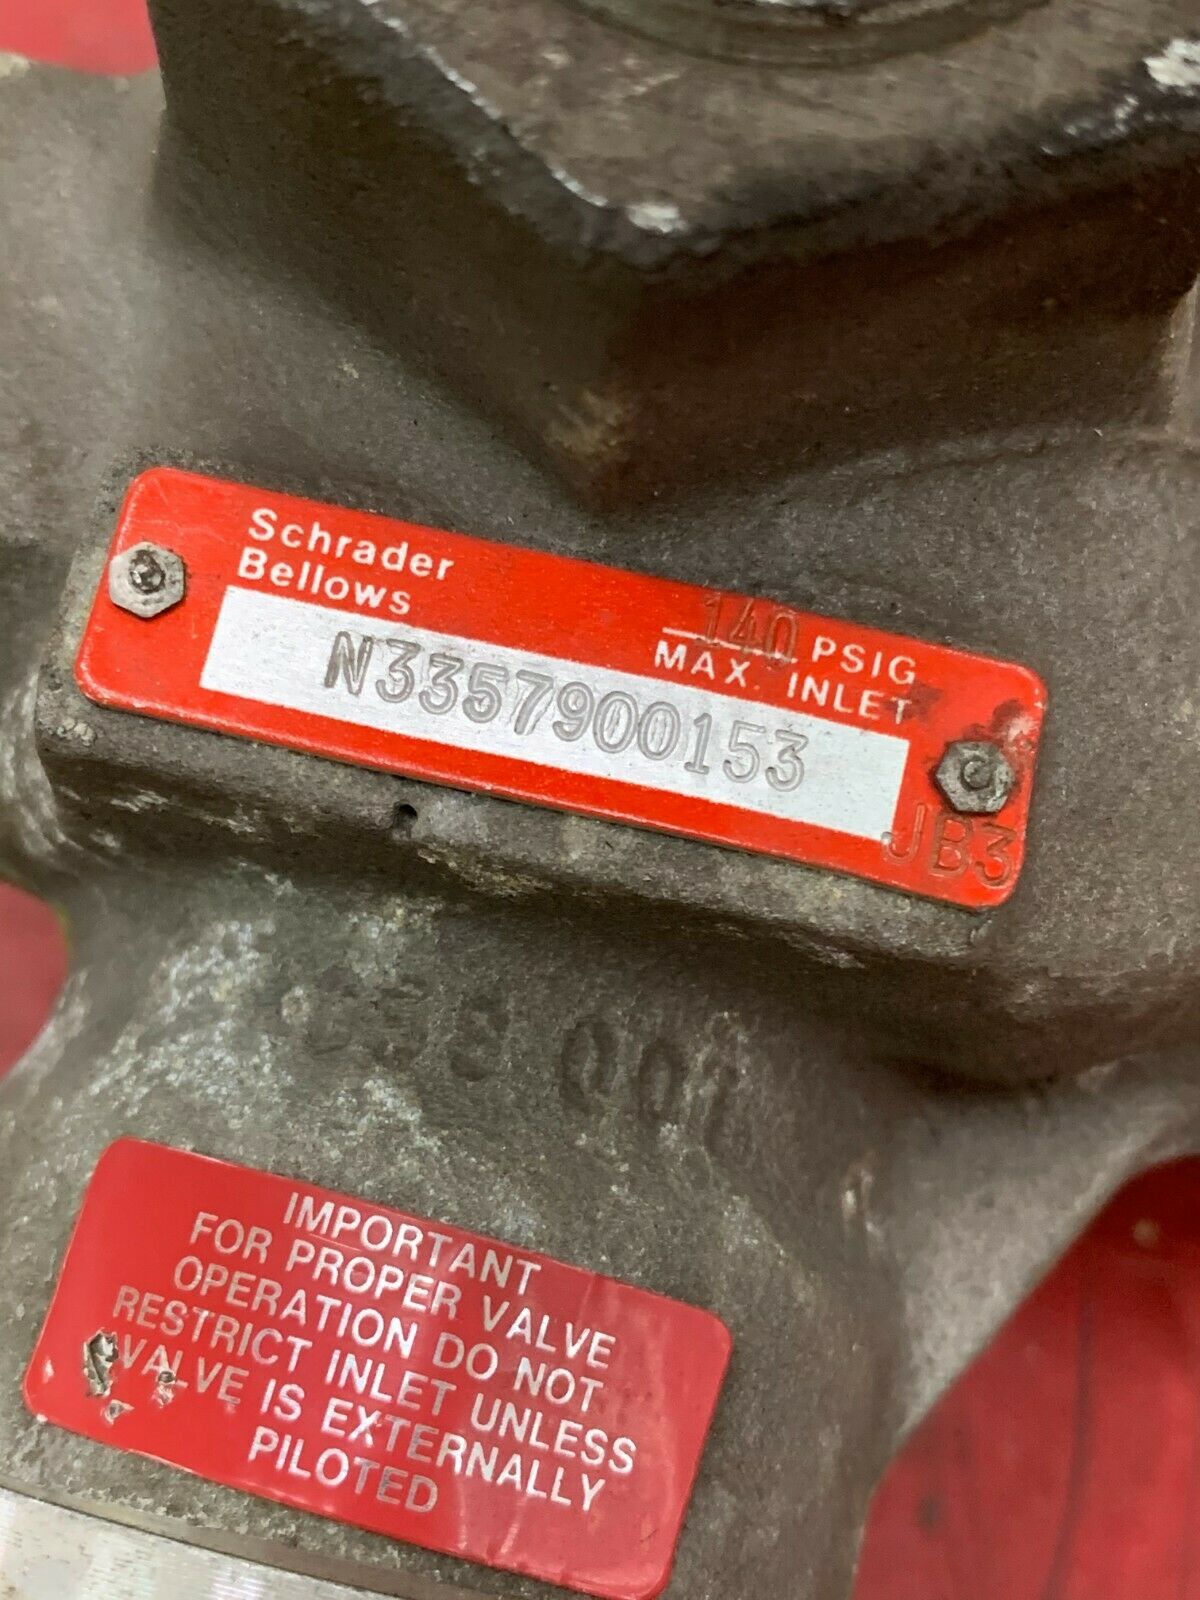 Schrader
Bellows
140 PSIG
MAX. INLET
N3357900153
JB3
IMPORTANT
FOR PROPER VALVE
OPERATION DO NOT
RESTRICT INLET UNLESS
VALVE IS EXTERNALLY
PILOTED